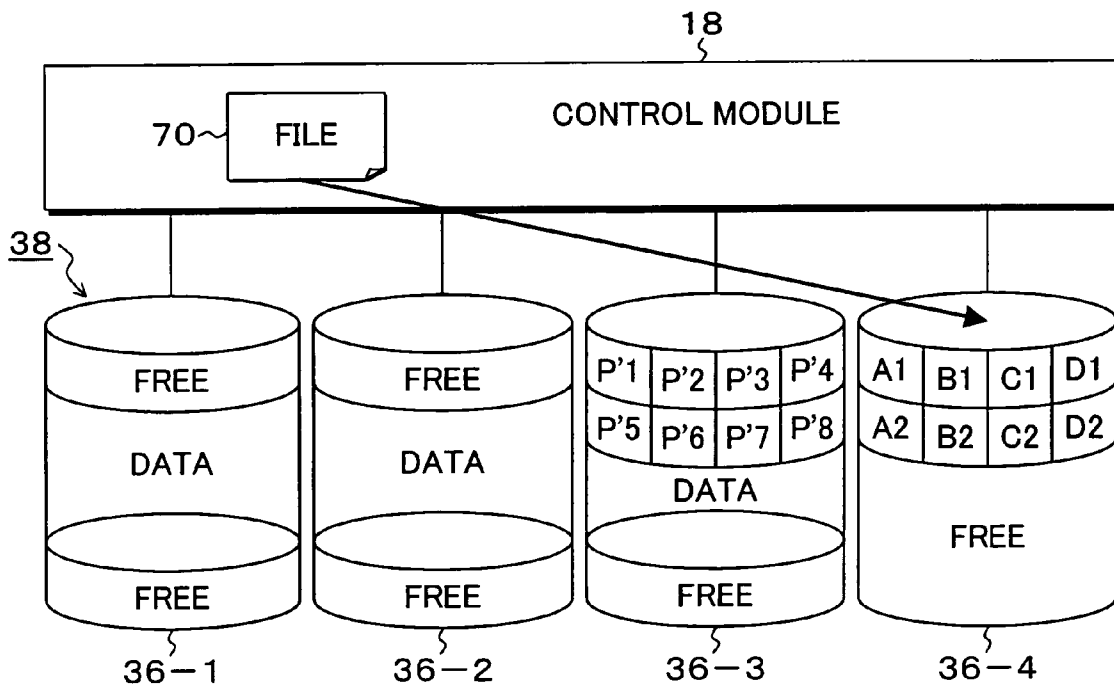 18
CONTROL MODULE
70
FILE
38
FREE
DATA
FREE
36-1
FREE
DATA
FREE
36-2
P'1 P'2 P'3 P'4
P'5 P'6 P'7 P'8
DATA
FREE
36-3
A1 B1 C1 D1
A2 B2 C2 D2
FREE
36-4